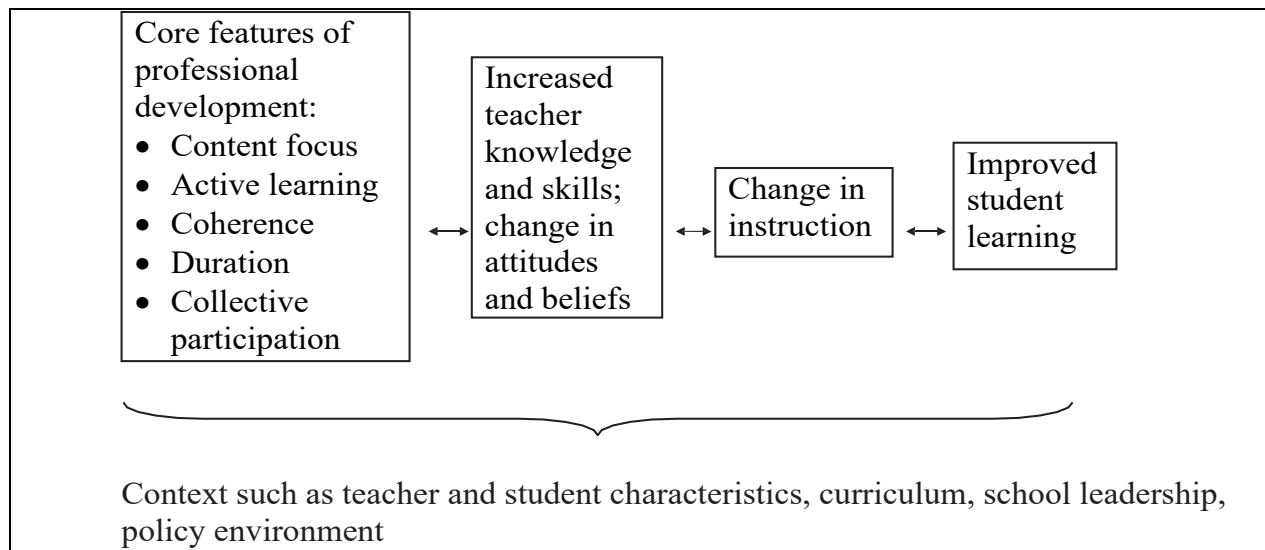 Core features of
professional
development:
• Content focus
• Active learning
• Coherence
• Duration
• Collective
participation
Increased
teacher
knowledge
and skills;
change in
attitudes
and beliefs
Change in
instruction
Improved
student
learning
Context such as teacher and student characteristics, curriculum, school leadership,
policy environment